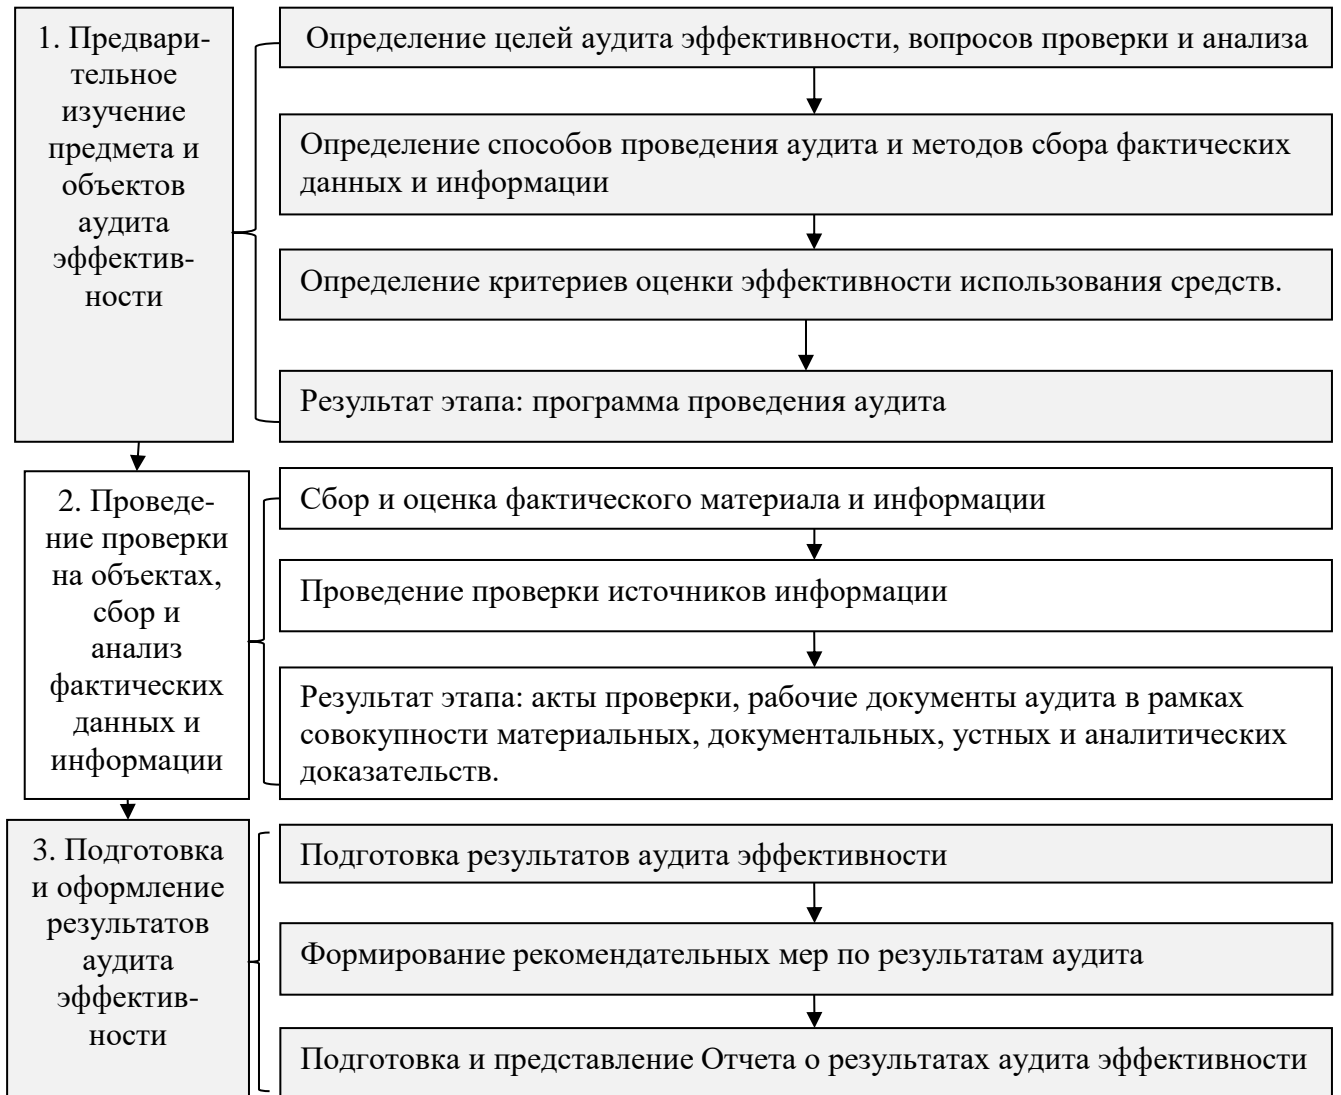 1. Предвари-
тельное
изучение
предмета и
объектов
аудита
эффектив-
ности
Определение целей аудита эффективности, вопросов проверки и анализа
Определение способов проведения аудита и методов сбора фактических
данных и информации
Определение критериев оценки эффективности использования средств.
Результат этапа: программа проведения аудита
2. Проведе-
ние проверки
на объектах,
сбор и
анализ
фактических
данных и
информации
Сбор и оценка фактического материала и информации
Проведение проверки источников информации
Результат этапа: акты проверки, рабочие документы аудита в рамках
совокупности материальных, документальных, устных и аналитических
доказательств.
3. Подготовка
и оформление
результатов
аудита
эффектив-
ности
Подготовка результатов аудита эффективности
Формирование рекомендательных мер по результатам аудита
Подготовка и представление Отчета о результатах аудита эффективности